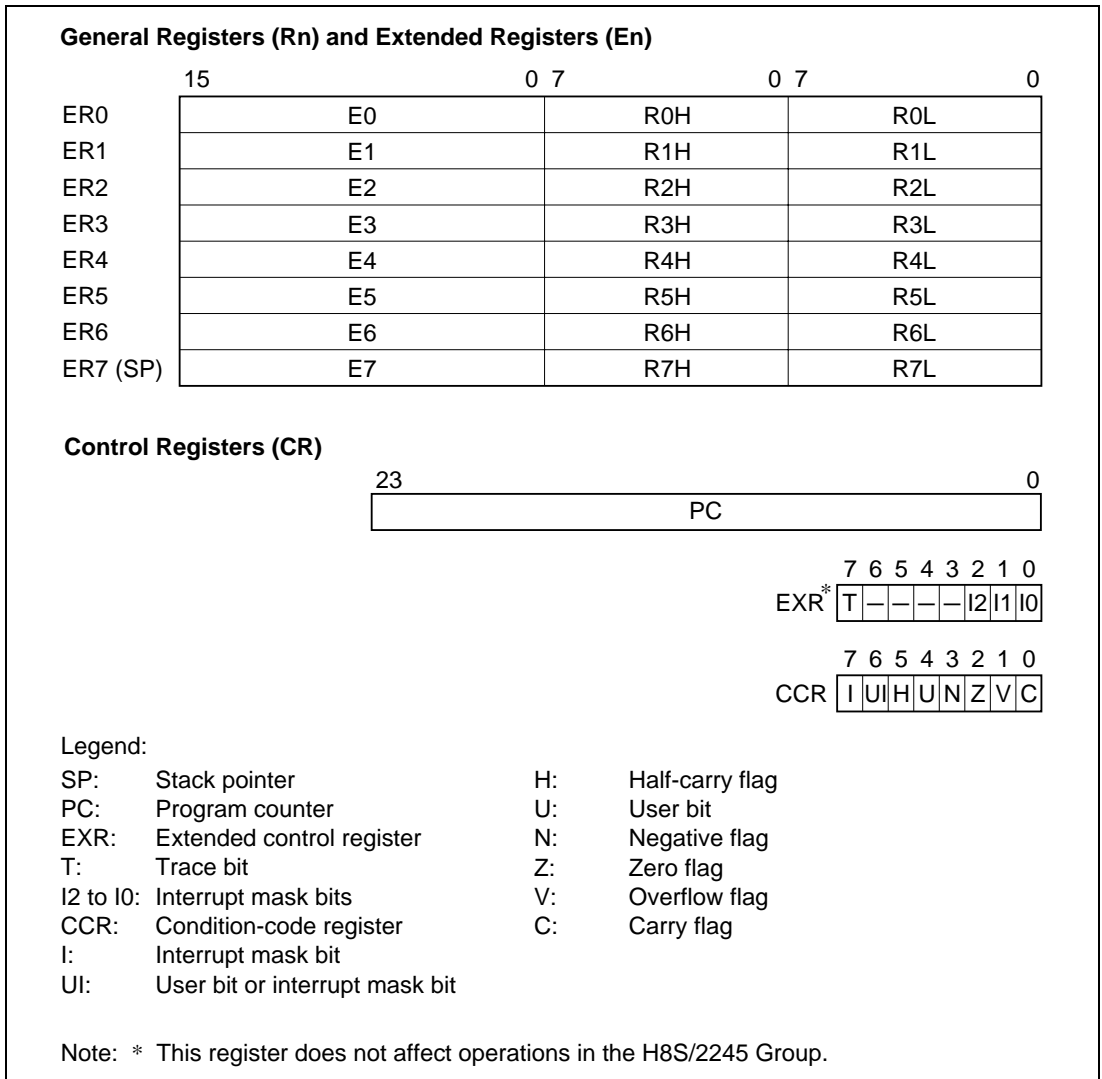 General Registers (Rn) and Extended Registers (En)
15 0 7 0 7 0
ER0 E0 R0H R0L
ER1 E1 R1H R1L
ER2 E2 R2H R2L
ER3 E3 R3H R3L
ER4 E4 R4H R4L
ER5 E5 R5H R5L
ER6 E6 R6H R6L
ER7 (SP) E7 R7H R7L
Control Registers (CR)
23 0
PC
7 6 5 4 3 2 1 0
EXR* T — — — — I2 I1 I0
7 6 5 4 3 2 1 0
CCR I UI H U N Z V C
Legend:
SP: Stack pointer H: Half-carry flag
PC: Program counter U: User bit
EXR: Extended control register N: Negative flag
T: Trace bit Z: Zero flag
I2 to I0: Interrupt mask bits V: Overflow flag
CCR: Condition-code register C: Carry flag
I: Interrupt mask bit
UI: User bit or interrupt mask bit
Note: * This register does not affect operations in the H8S/2245 Group.